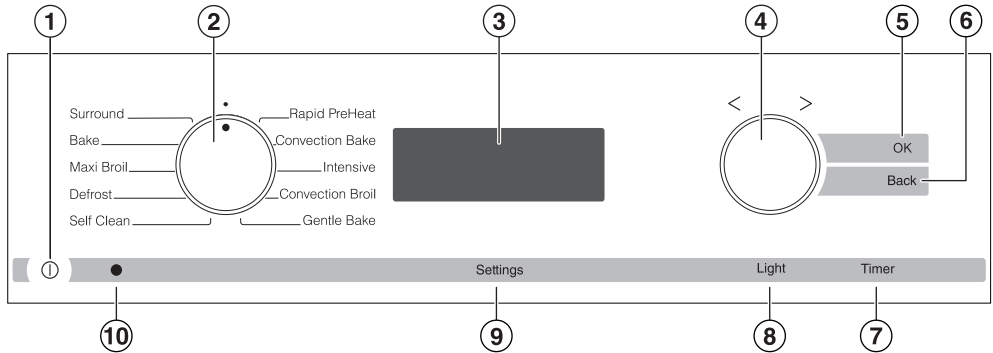 1
2
3
4
5
6
Surround
Rapid PreHeat
< >
Bake
Convection Bake
OK
Maxi Broil
Intensive
Back
Defrost
Convection Broil
Self Clean
Gentle Bake
Settings
Light
Timer
10
9
8
7